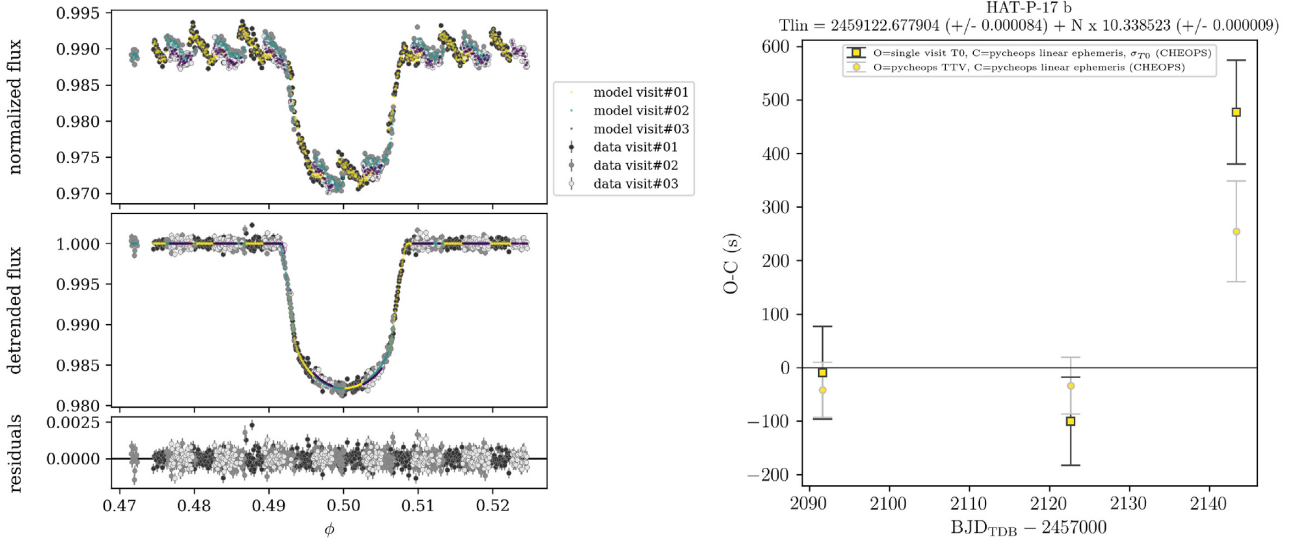 normalized flux
0.990
0.985
0.980
0.975
0.970
model visit#01
model visit#02
model visit#03
data visit#01
data visit#02
data visit#03
detrended flux
1.000
0.995
0.990
0.985
0.980
residuals
0.0025
0.0000
0.47 0.48 0.49 0.50 0.51 0.52
ϕ
HAT-P-17 b
Tlin = 2459122.677904 (+/- 0.000084) + N x 10.338523 (+/- 0.000009)
O=single visit T0, C=pycheops linear ephemeris, σT0 (CHEOPS)
O=pycheops TTV, C=pycheops linear ephemeris (CHEOPS)
O-C (s)
600
500
400
300
200
100
0
−100
−200
2090 2100 2110 2120 2130 2140
BJDTDB − 2457000